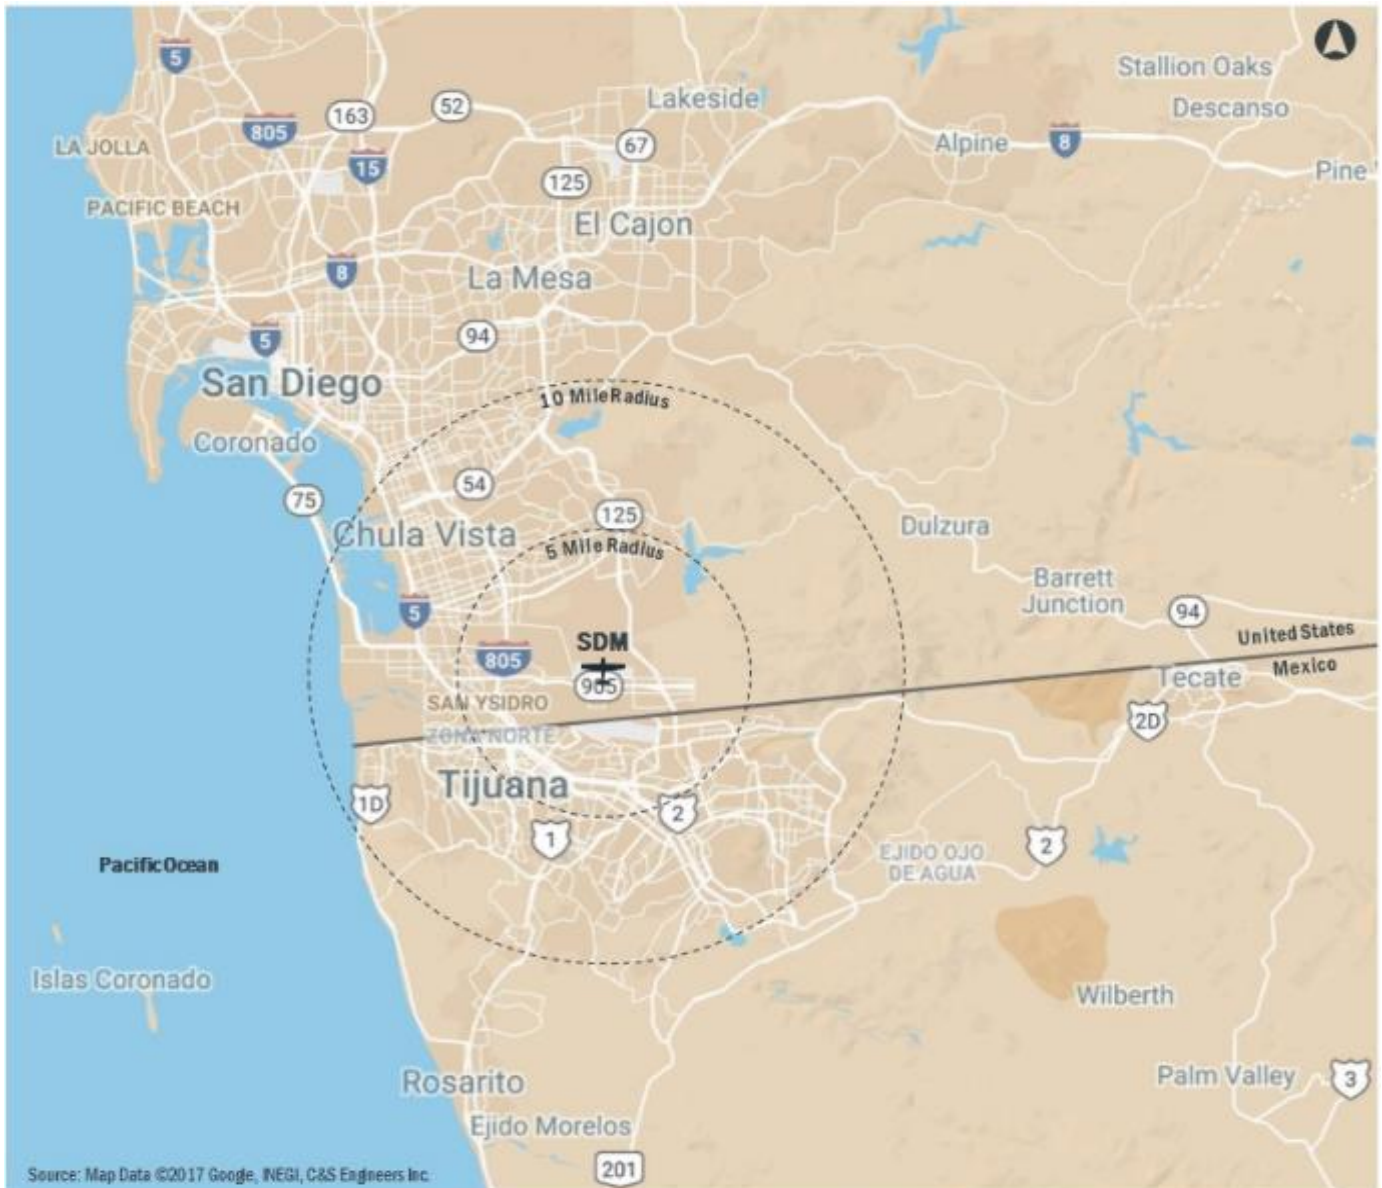 5
Stallion Oaks
Descanso
Lakeside
52
163
805
67
Alpine
8
LA JOLLA
15
Pine
125
PACIFIC BEACH
El Cajon
8
La Mesa
94
5
San Diego
10 Mile Radius
Coronado
54
75
125
Chula Vista
Dulzura
5 Mile Radius
Barrett
Junction
5
94
SDM
United States
805
Mexico
905
Tecate
SAN YSIDRO
2D
ZONA NORTE
Tijuana
1D
2
1
2
EJIDO OJO
DE AGUA
Pacific Ocean
Islas Coronado
Wilberth
Rosarito
Palm Valley
3
Ejido Morelos
201
Source: Map Data ©2017 Google, INEGI, C&S Engineers Inc.